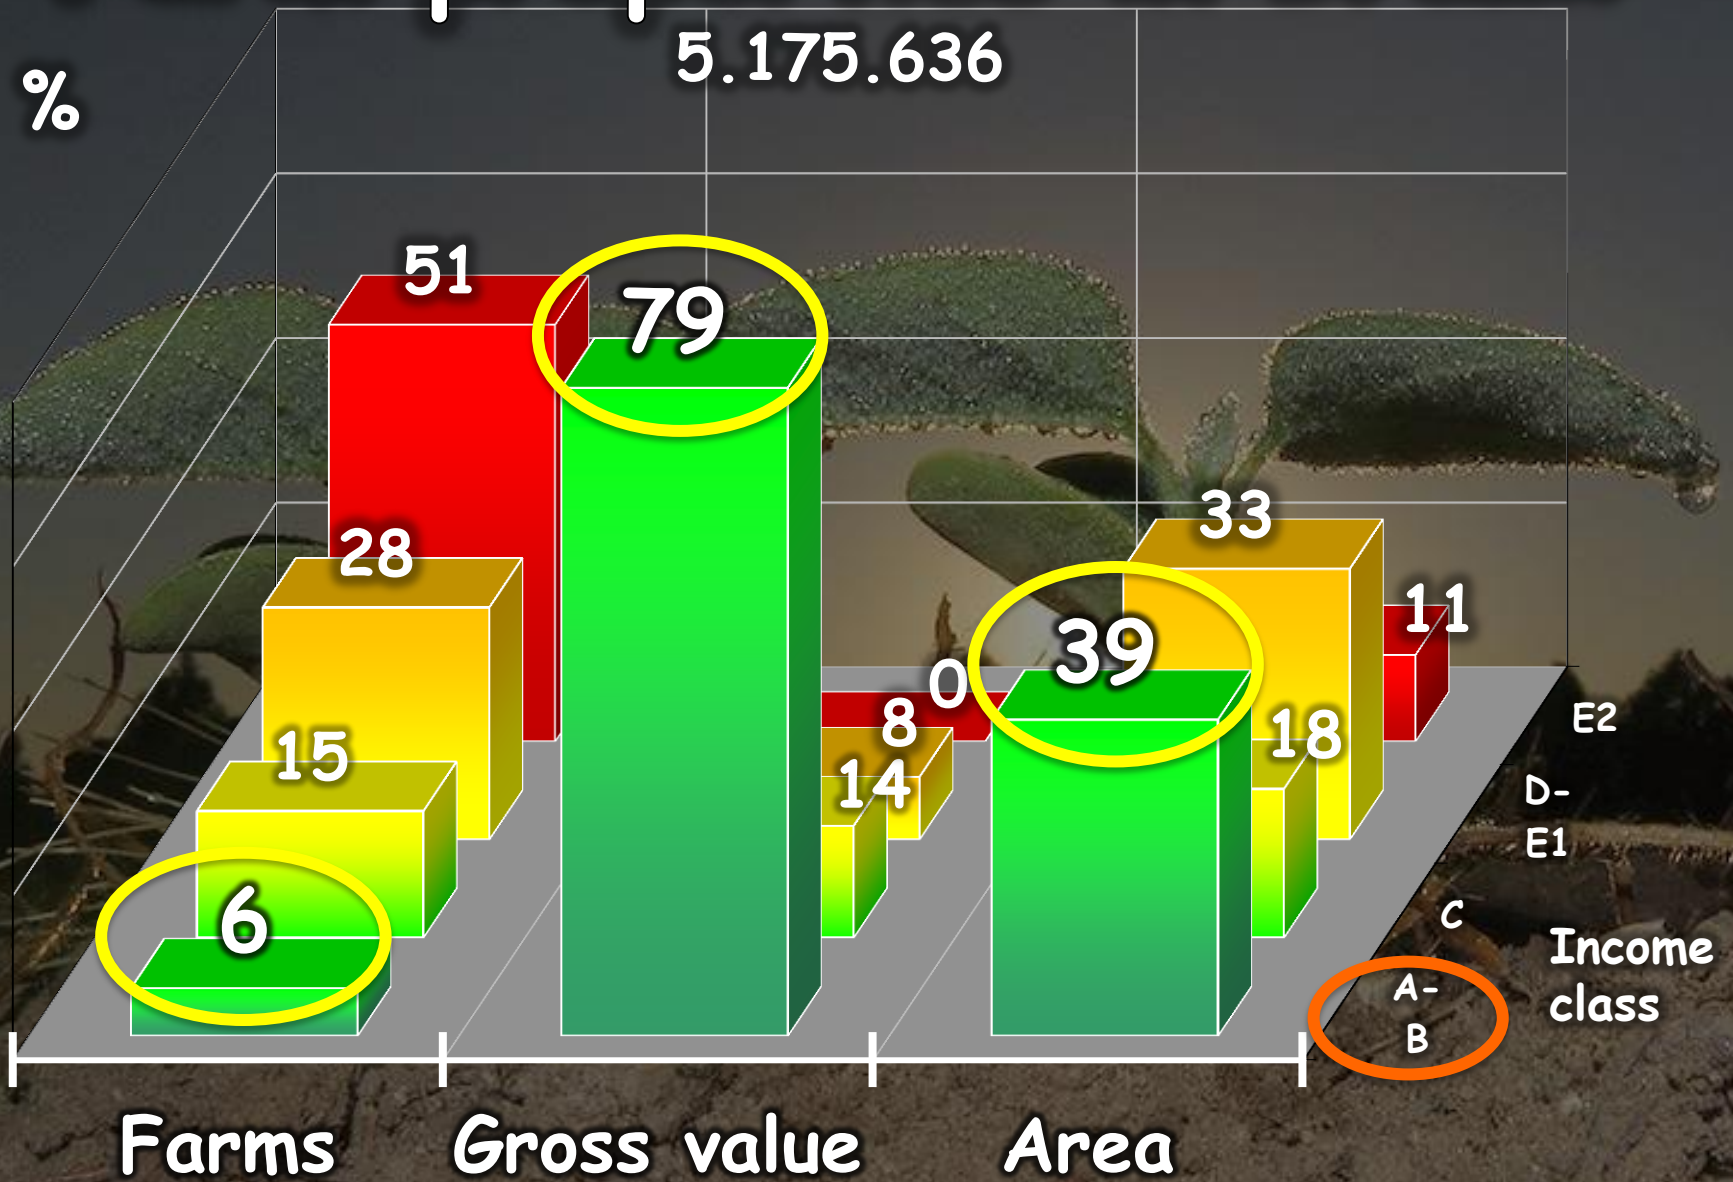 5.175.636
%
51
79
28
33
11
39
0
8
18
15
14
6
E2
D-
E1
C
A-
B
Income
class
Farms
Gross value
Area